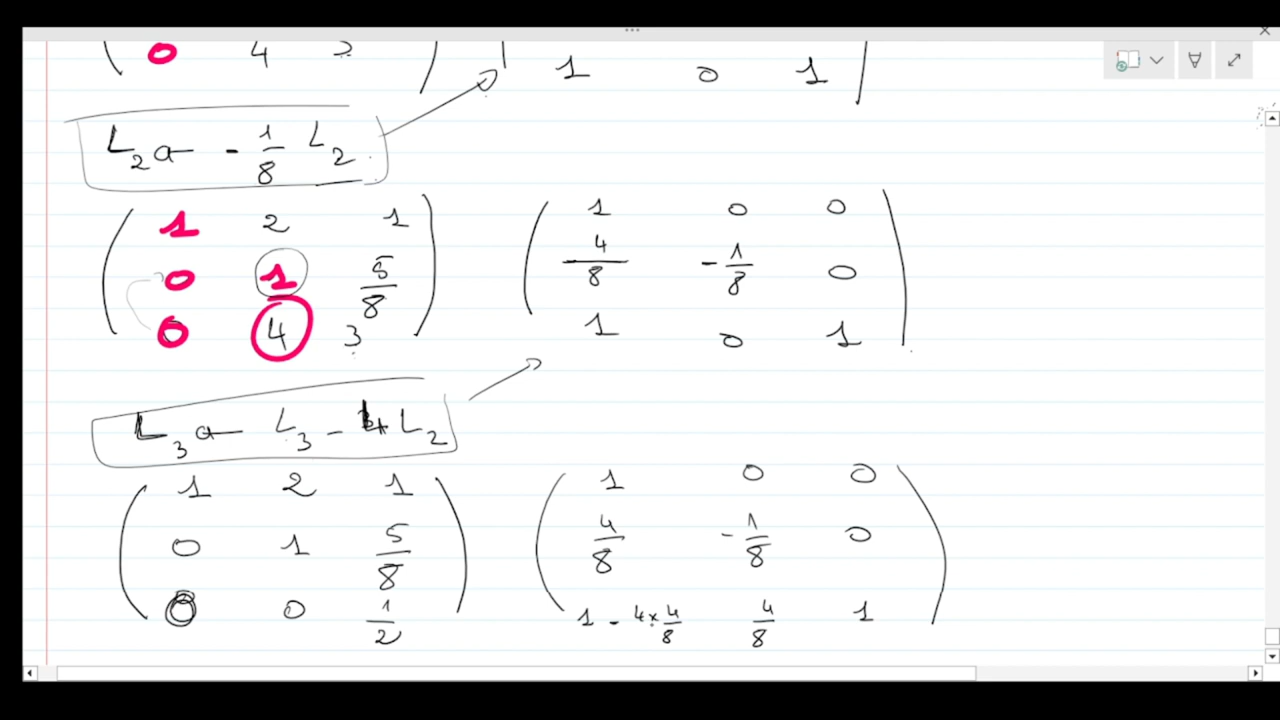 0 4 3
1 0 1
L₂ ← - 1/8 L₂
( 1 2 1 ) ( 1 0 0 )
( 0 1 5/8 ) ( 4/8 -1/8 0 )
( 0 4 3 ) ( 1 0 1 )
L₃ ← L₃ - 4 L₂
( 1 2 1 ) ( 1 0 0 )
( 0 1 5/8 ) ( 4/8 -1/8 0 )
( 0 0 1/2 ) ( 1 - 4×4/8 4/8 1 )